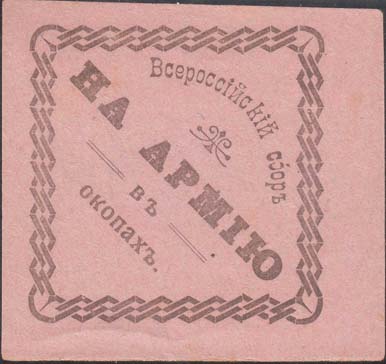 Всероссійскій сборъ
НА АРМІЮ
въ
окопахъ.